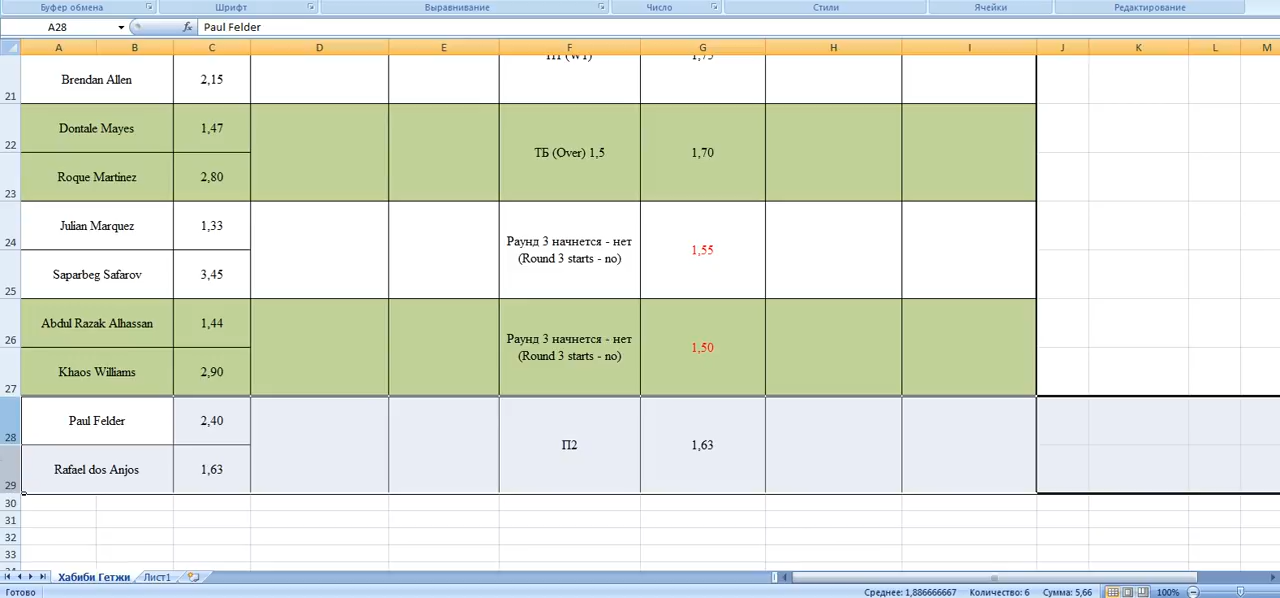 Буфер обмена Шрифт Выравнивание Число Стили Ячейки Редактирование
A28 fx Paul Felder
A B C D E F G H I J K L M
П1 (W1) 1,75
21 Brendan Allen 2,15
22 Dontale Mayes 1,47
ТБ (Over) 1,5 1,70
23 Roque Martinez 2,80
24 Julian Marquez 1,33
Раунд 3 начнется - нет
(Round 3 starts - no) 1,55
25 Saparbeg Safarov 3,45
26 Abdul Razak Alhassan 1,44
Раунд 3 начнется - нет
(Round 3 starts - no) 1,50
27 Khaos Williams 2,90
28 Paul Felder 2,40
П2 1,63
29 Rafael dos Anjos 1,63
30
31
32
33
Хабиби Гетжи Лист1
Готово Среднее: 1,886666667 Количество: 6 Сумма: 5,66 100%